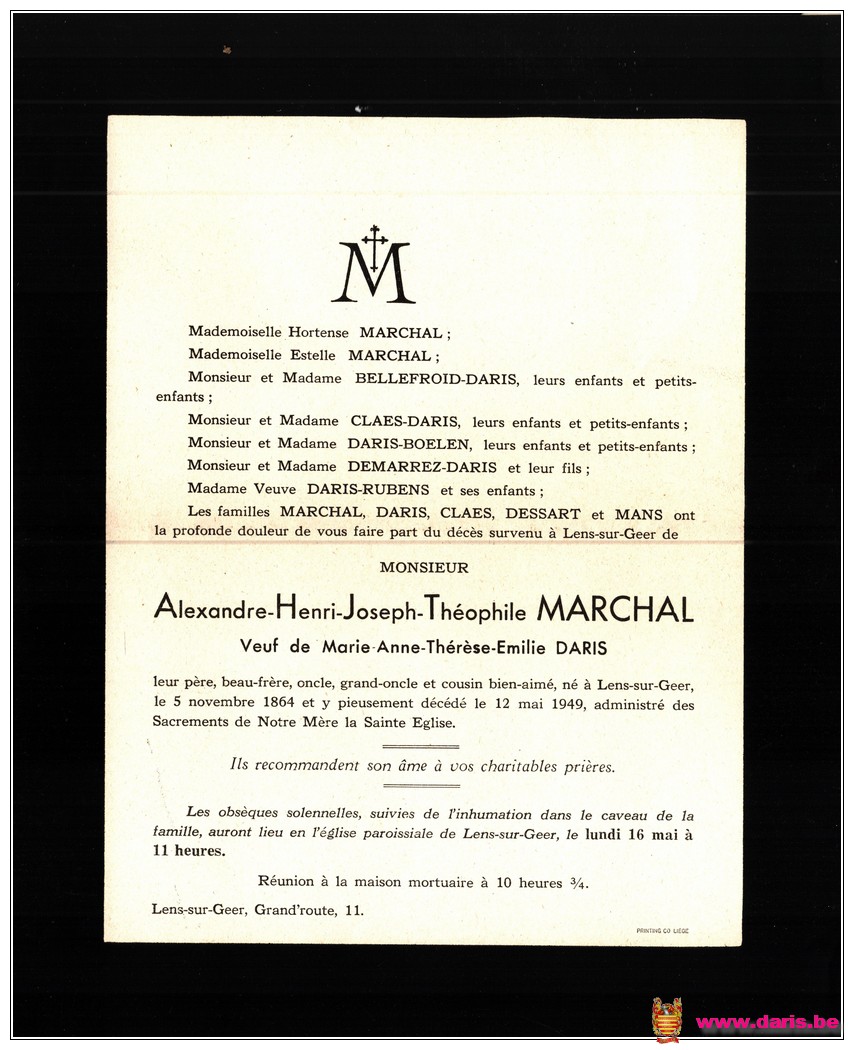 M
Mademoiselle Hortense MARCHAL ;
Mademoiselle Estelle MARCHAL ;
Monsieur et Madame BELLEFROID-DARIS, leurs enfants et petits-
enfants ;
Monsieur et Madame CLAES-DARIS, leurs enfants et petits-enfants ;
Monsieur et Madame DARIS-BOELEN, leurs enfants et petits-enfants ;
Monsieur et Madame DEMARREZ-DARIS et leur fils ;
Madame Veuve DARIS-RUBENS et ses enfants ;
Les familles MARCHAL, DARIS, CLAES, DESSART et MANS ont
la profonde douleur de vous faire part du décès survenu à Lens-sur-Geer de
MONSIEUR
Alexandre-Henri-Joseph-Théophile MARCHAL
Veuf de Marie-Anne-Thérèse-Emilie DARIS
leur père, beau-frère, oncle, grand-oncle et cousin bien-aimé, né à Lens-sur-Geer,
le 5 novembre 1864 et y pieusement décédé le 12 mai 1949, administré des
Sacrements de Notre Mère la Sainte Eglise.
Ils recommandent son âme à vos charitables prières.
Les obsèques solennelles, suivies de l'inhumation dans le caveau de la
famille, auront lieu en l'église paroissiale de Lens-sur-Geer, le lundi 16 mai à
11 heures.
Réunion à la maison mortuaire à 10 heures ¾.
Lens-sur-Geer, Grand'route, 11.
PRINTING CO LIEGE
www.daris.be